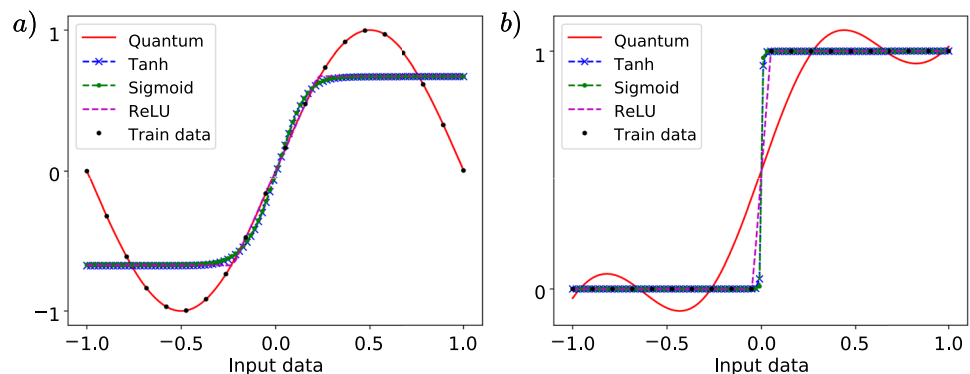 a)
Quantum
Tanh
Sigmoid
ReLU
Train data
1
0
−1
−1.0 −0.5 0.0 0.5 1.0
Input data
b)
Quantum
Tanh
Sigmoid
ReLU
Train data
1
0
−1.0 −0.5 0.0 0.5 1.0
Input data